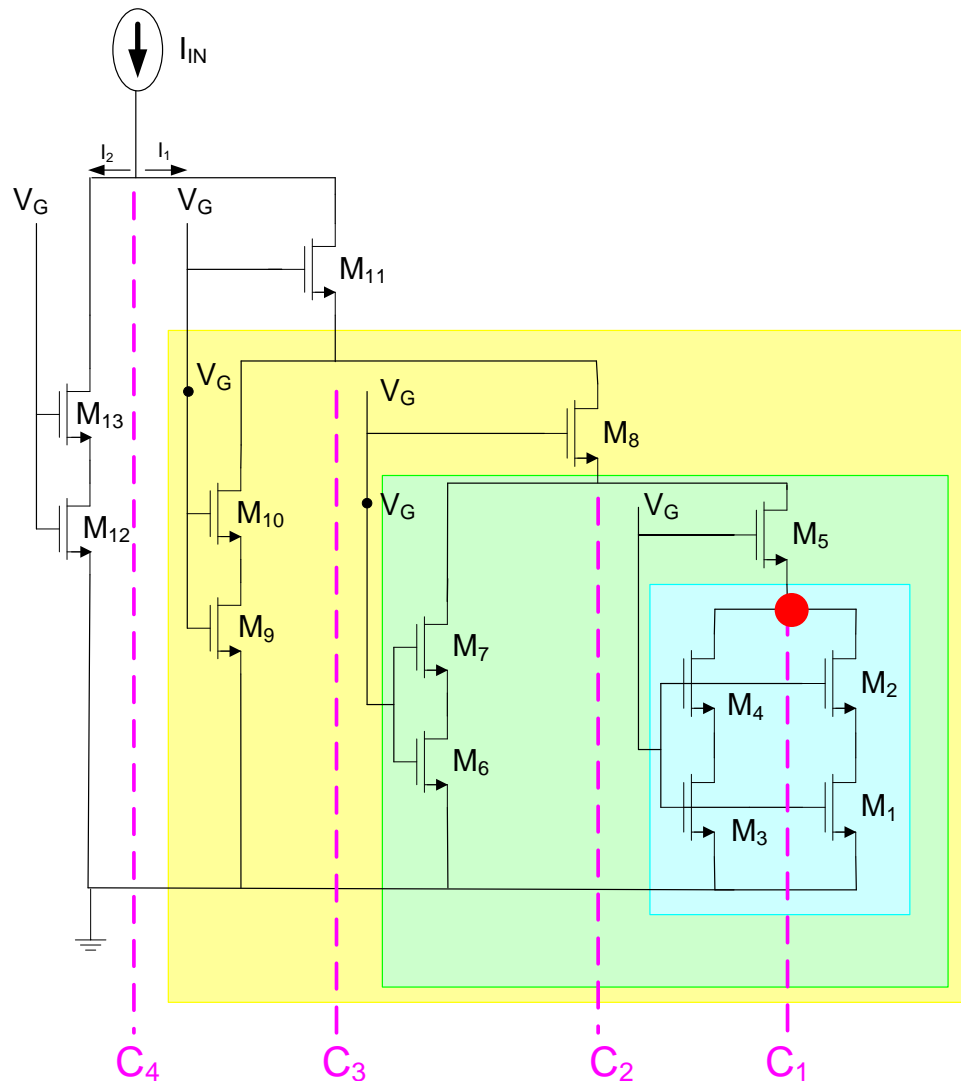 I_IN
I_2 I_1
V_G V_G
M_11
V_G V_G
M_13 M_8
M_10 V_G V_G
M_12 M_5
M_9
M_7
M_4 M_2
M_6
M_3 M_1
C_4 C_3 C_2 C_1